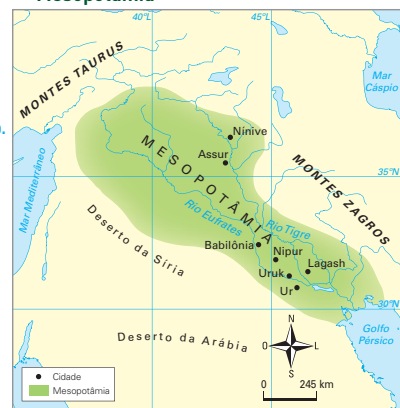 Mesopotâmia
40°L
45°L
MONTES TAURUS
Mar
Cáspio
Nínive
Assur
MESOPOTÂMIA
35°N
MONTES ZAGROS
Mar Mediterrâneo
Rio Tigre
Rio Eufrates
Deserto da Síria
Babilônia
Nipur
Lagash
Uruk
Ur
30°N
Golfo
Pérsico
Deserto da Arábia
N
O
L
S
Cidade
Mesopotâmia
0
245 km